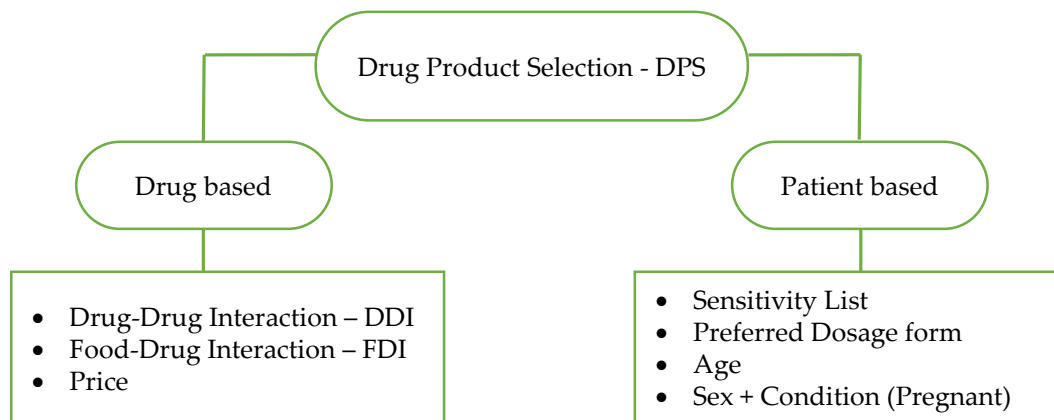 Drug Product Selection - DPS
Drug based
Patient based
• Drug-Drug Interaction – DDI
• Food-Drug Interaction – FDI
• Price
• Sensitivity List
• Preferred Dosage form
• Age
• Sex + Condition (Pregnant)